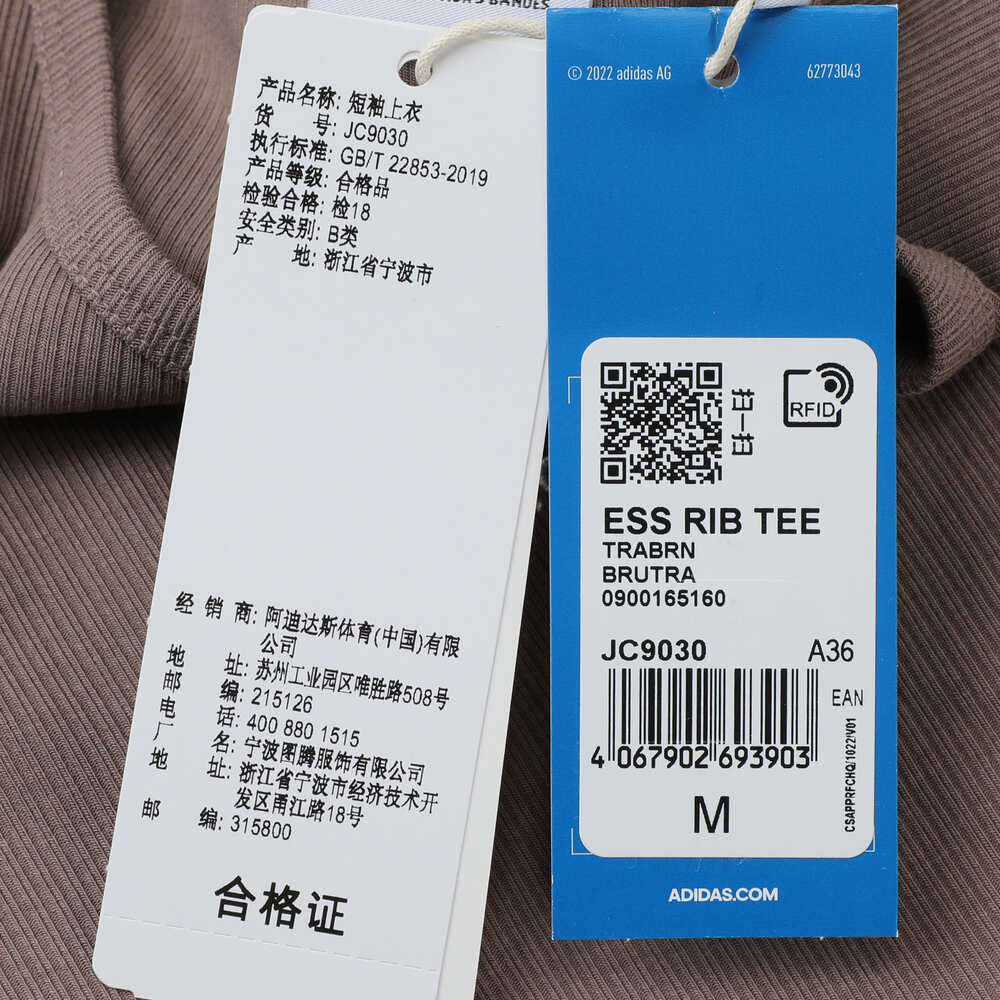 产品名称: 短袖上衣
货 号: JC9030
执行标准: GB/T 22853-2019
产品等级: 合格品
检验合格: 检18
安全类别: B类
产 地: 浙江省宁波市
经 销 商: 阿迪达斯体育(中国)有限
公司
地 址: 苏州工业园区唯胜路508号
邮 编: 215126
电 话: 400 880 1515
厂 名: 宁波图腾服饰有限公司
地 址: 浙江省宁波市经济技术开
发区甬江路18号
邮 编: 315800
合格证
© 2022 adidas AG
62773043
扫一扫
RFID
ESS RIB TEE
TRABRN
BRUTRA
0900165160
JC9030 A36
EAN
4 067902 693903
CSAPPRFCHQ/1022/V01
M
ADIDAS.COM